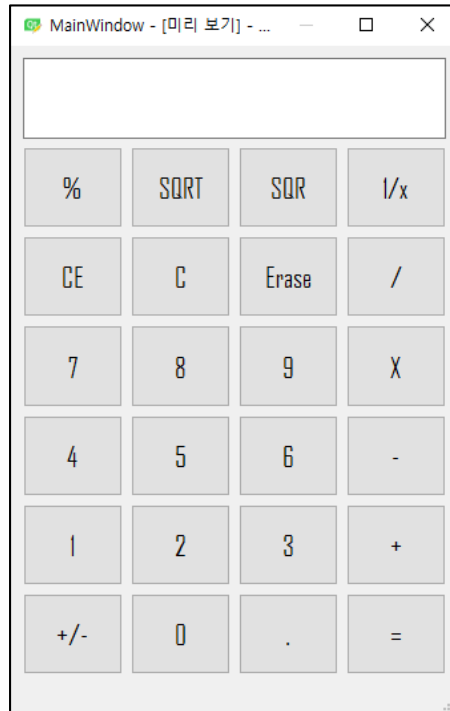 MainWindow - [미리 보기] - ...
% SQRT SQR 1/x
CE C Erase /
7 8 9 X
4 5 6 -
1 2 3 +
+/- 0 . =